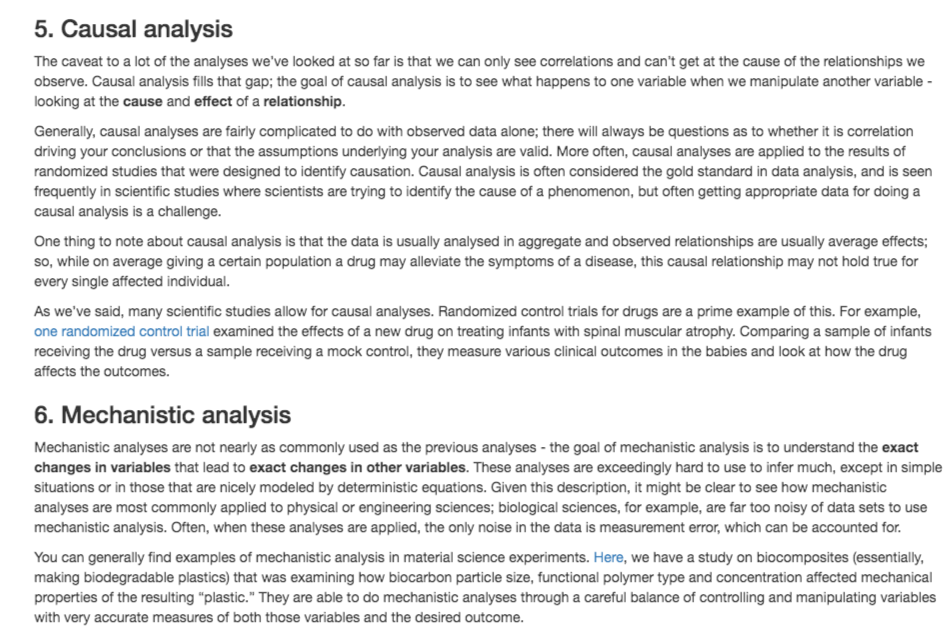 5. Causal analysis
The caveat to a lot of the analyses we've looked at so far is that we can only see correlations and can't get at the cause of the relationships we
observe. Causal analysis fills that gap; the goal of causal analysis is to see what happens to one variable when we manipulate another variable -
looking at the cause and effect of a relationship.
Generally, causal analyses are fairly complicated to do with observed data alone; there will always be questions as to whether it is correlation
driving your conclusions or that the assumptions underlying your analysis are valid. More often, causal analyses are applied to the results of
randomized studies that were designed to identify causation. Causal analysis is often considered the gold standard in data analysis, and is seen
frequently in scientific studies where scientists are trying to identify the cause of a phenomenon, but often getting appropriate data for doing a
causal analysis is a challenge.
One thing to note about causal analysis is that the data is usually analysed in aggregate and observed relationships are usually average effects;
so, while on average giving a certain population a drug may alleviate the symptoms of a disease, this causal relationship may not hold true for
every single affected individual.
As we've said, many scientific studies allow for causal analyses. Randomized control trials for drugs are a prime example of this. For example,
one randomized control trial examined the effects of a new drug on treating infants with spinal muscular atrophy. Comparing a sample of infants
receiving the drug versus a sample receiving a mock control, they measure various clinical outcomes in the babies and look at how the drug
affects the outcomes.
6. Mechanistic analysis
Mechanistic analyses are not nearly as commonly used as the previous analyses - the goal of mechanistic analysis is to understand the exact
changes in variables that lead to exact changes in other variables. These analyses are exceedingly hard to use to infer much, except in simple
situations or in those that are nicely modeled by deterministic equations. Given this description, it might be clear to see how mechanistic
analyses are most commonly applied to physical or engineering sciences; biological sciences, for example, are far too noisy of data sets to use
mechanistic analysis. Often, when these analyses are applied, the only noise in the data is measurement error, which can be accounted for.
You can generally find examples of mechanistic analysis in material science experiments. Here, we have a study on biocomposites (essentially,
making biodegradable plastics) that was examining how biocarbon particle size, functional polymer type and concentration affected mechanical
properties of the resulting "plastic." They are able to do mechanistic analyses through a careful balance of controlling and manipulating variables
with very accurate measures of both those variables and the desired outcome.